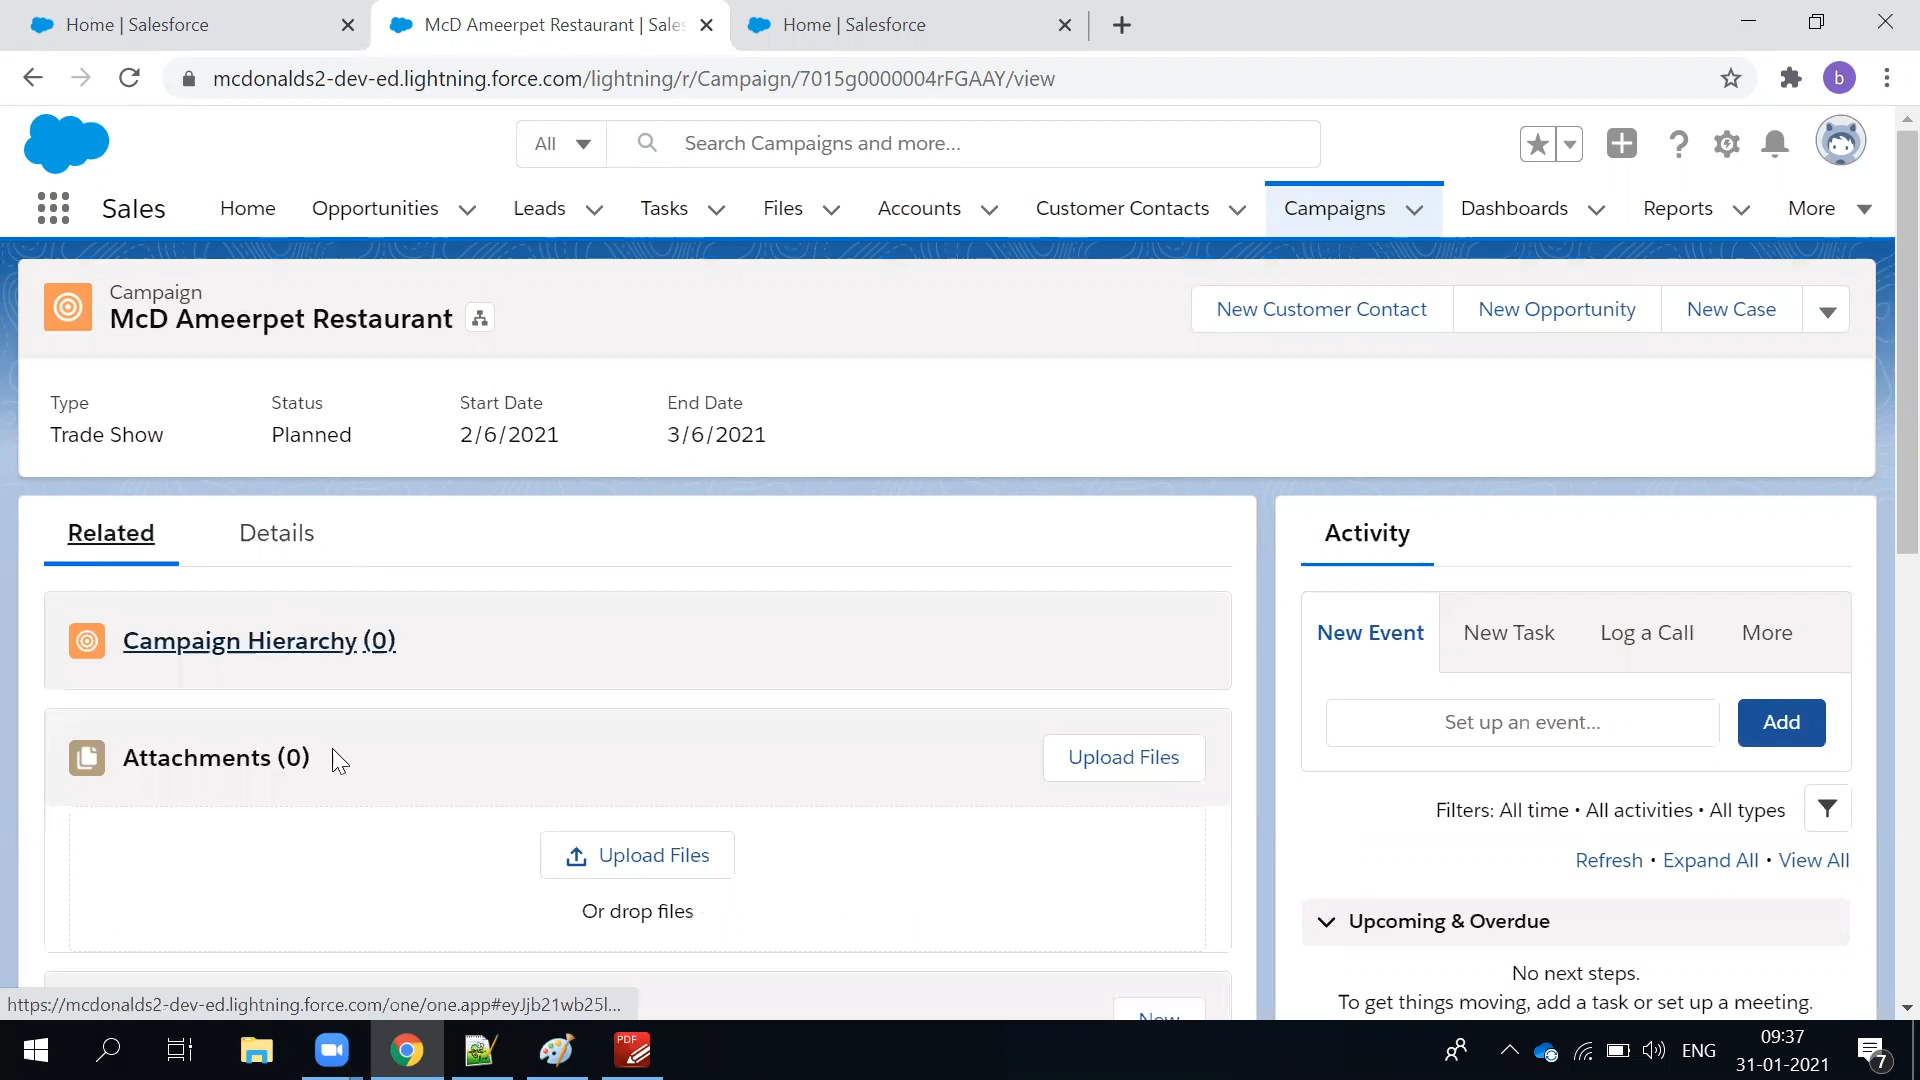 Home | Salesforce
McD Ameerpet Restaurant | Sales
Home | Salesforce
mcdonalds2-dev-ed.lightning.force.com/lightning/r/Campaign/7015g0000004rFGAAY/view
b
All
Search Campaigns and more...
Sales
Home
Opportunities
Leads
Tasks
Files
Accounts
Customer Contacts
Campaigns
Dashboards
Reports
More
Campaign
McD Ameerpet Restaurant
New Customer Contact
New Opportunity
New Case
Type
Status
Start Date
End Date
Trade Show
Planned
2/6/2021
3/6/2021
Related
Details
Activity
Campaign Hierarchy (0)
New Event
New Task
Log a Call
More
Set up an event...
Add
Attachments (0)
Upload Files
Upload Files
Or drop files
Filters: All time • All activities • All types
Refresh • Expand All • View All
Upcoming & Overdue
No next steps.
To get things moving, add a task or set up a meeting.
New
https://mcdonalds2-dev-ed.lightning.force.com/one/one.app#eyJjb21wb25l...
PDF
ENG
09:37
31-01-2021
7